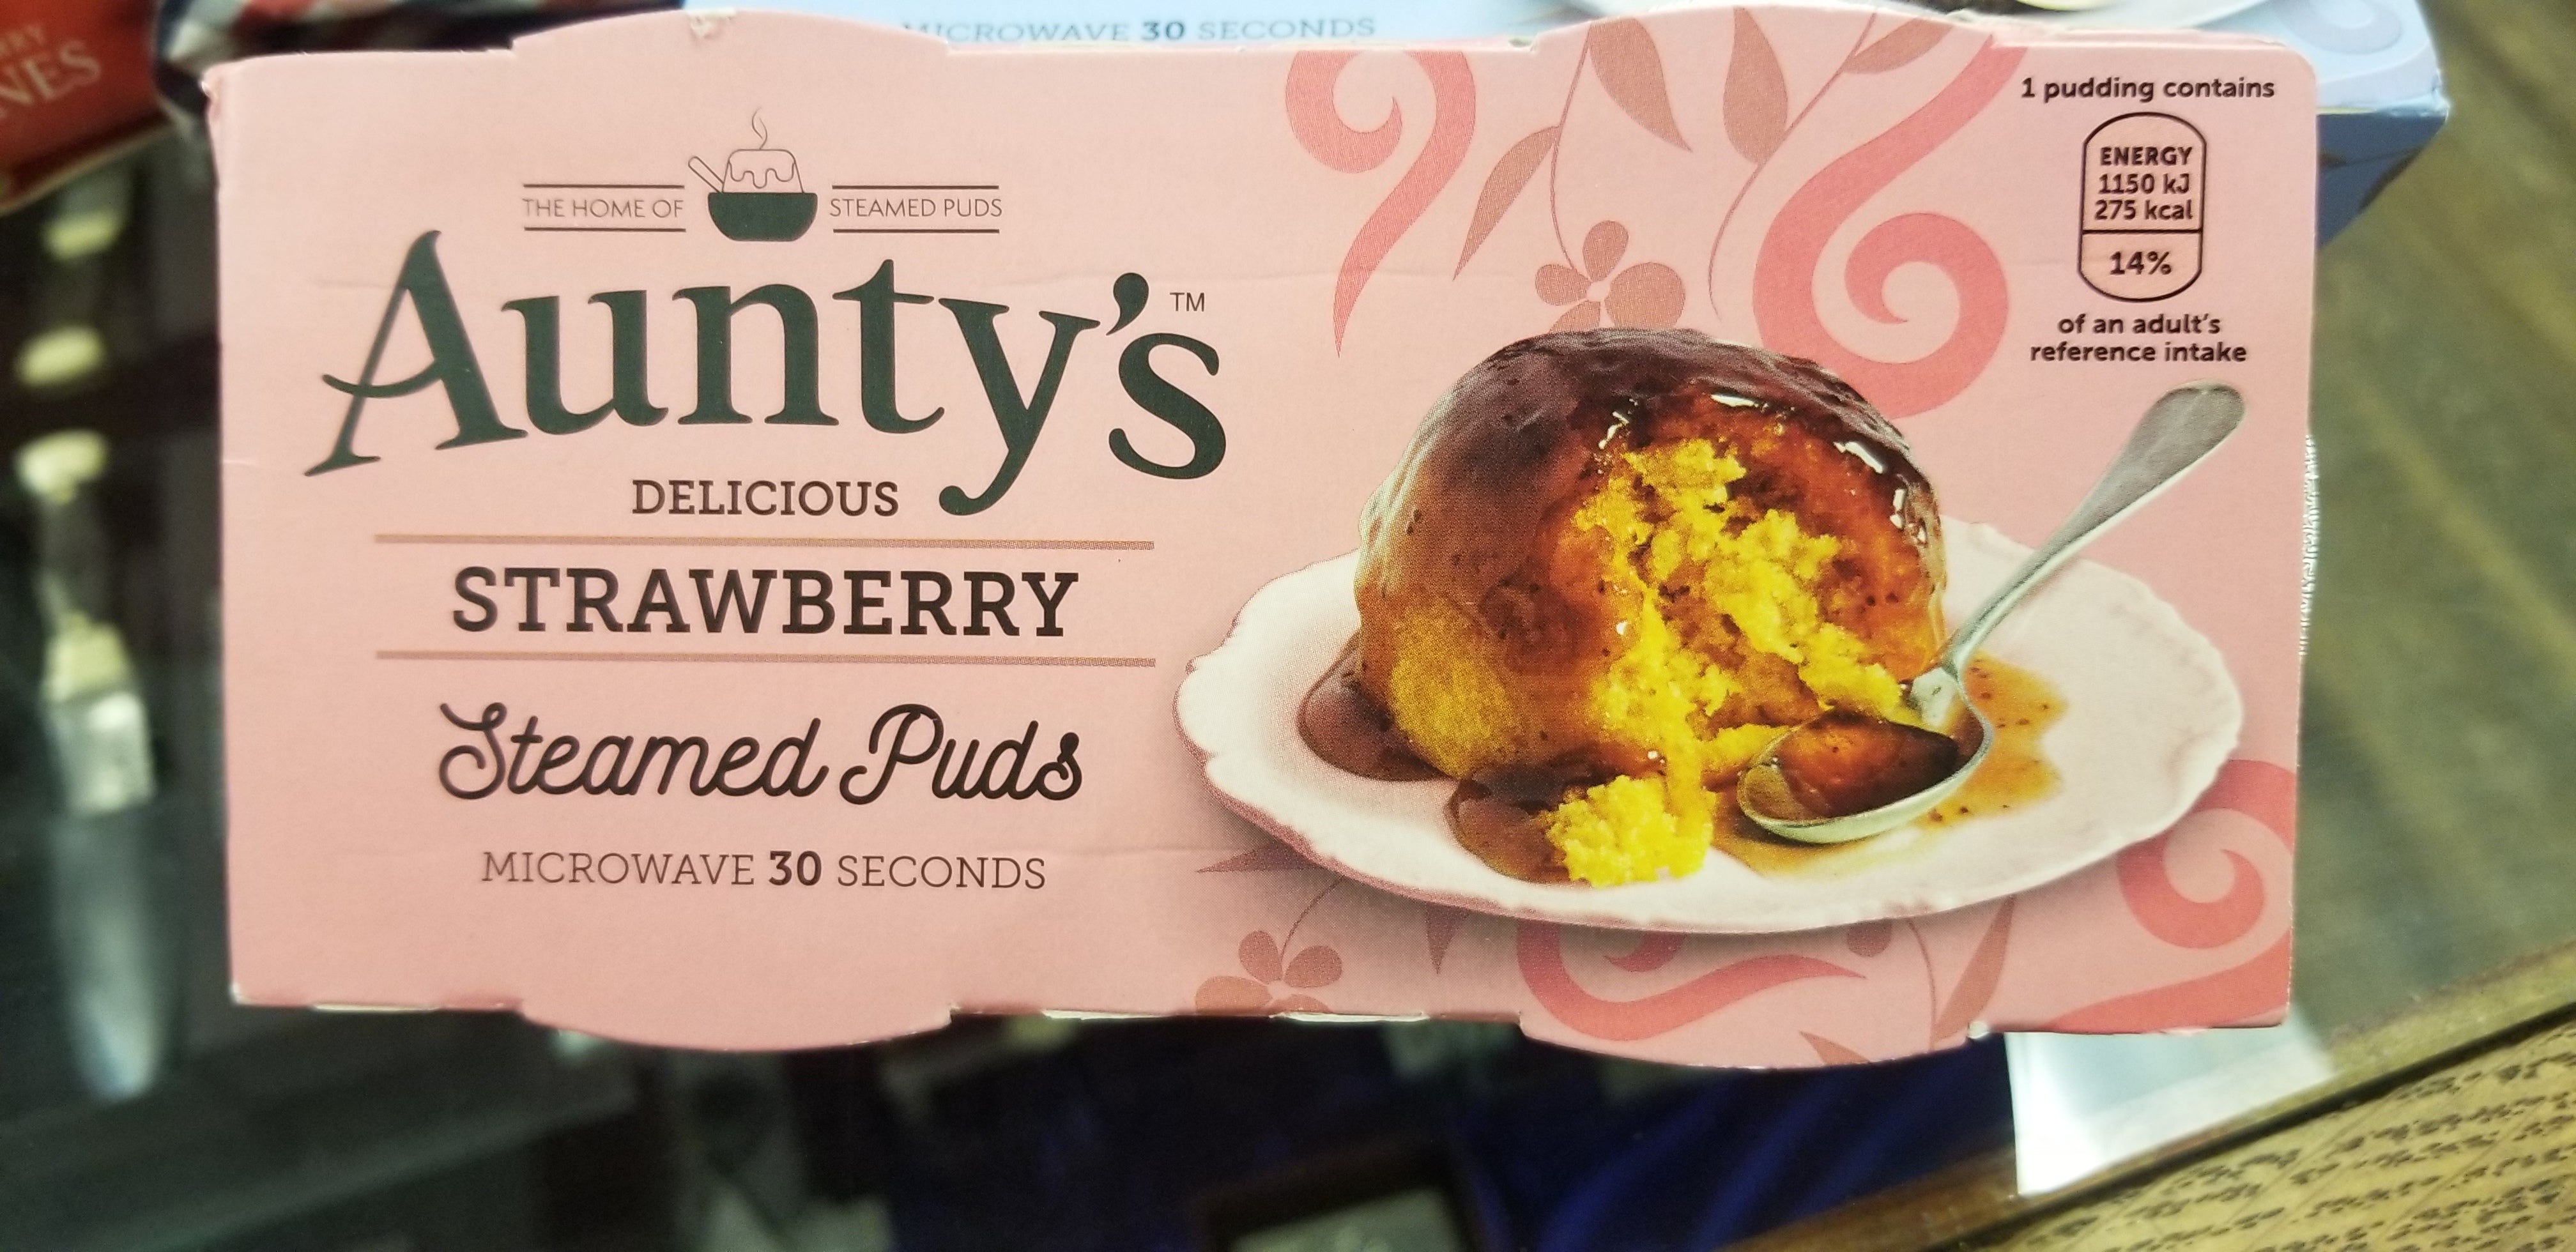 MICROWAVE 30 SECONDS
1 pudding contains
ENERGY
1150 kJ
275 kcal
14%
of an adult's
reference intake
THE HOME OF STEAMED PUDS
Aunty's™
DELICIOUS
STRAWBERRY
Steamed Puds
MICROWAVE 30 SECONDS